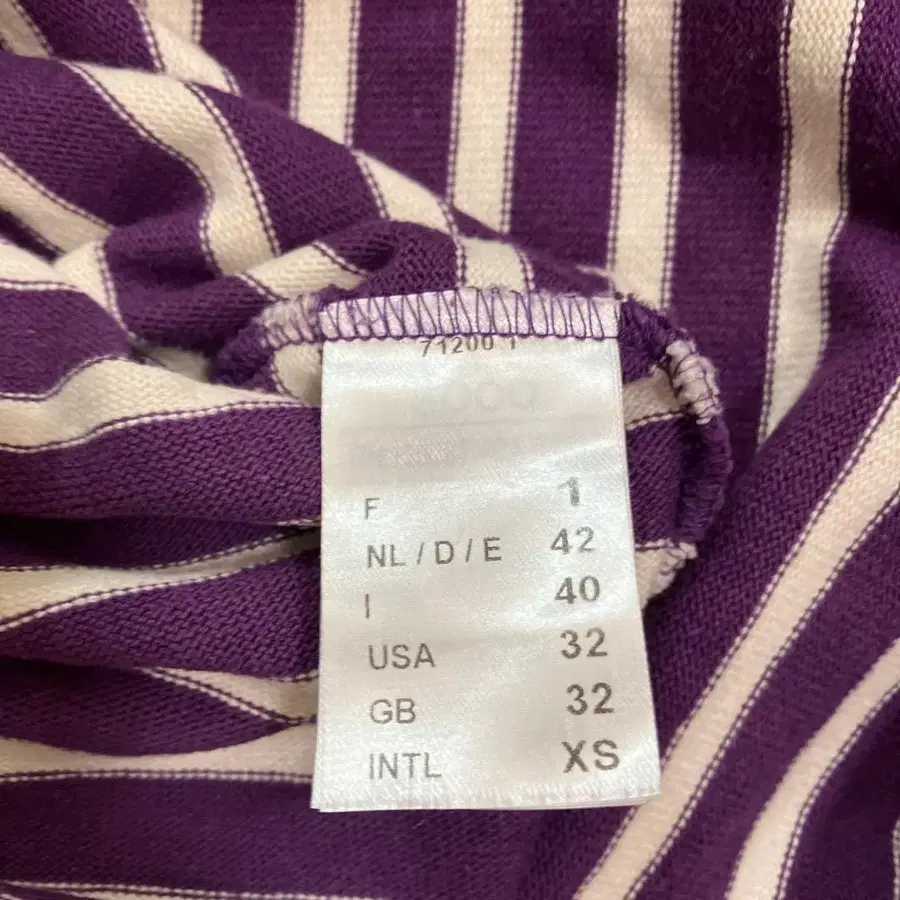 71200 1
F 1
NL / D / E 42
I 40
USA 32
GB 32
INTL XS